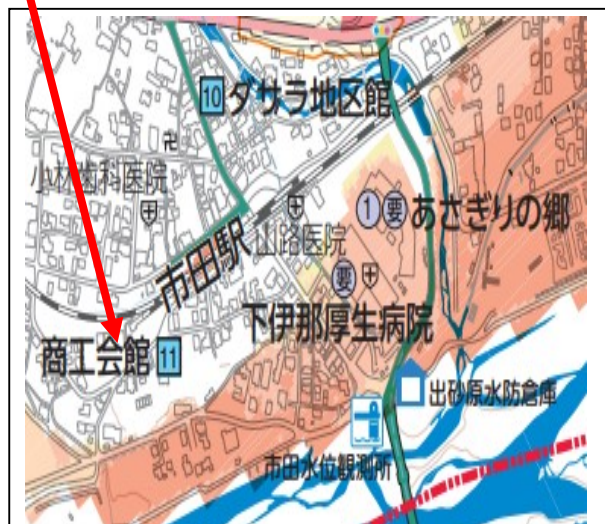 10 タサラ地区館
小林歯科医院
市田駅
山路医院
1 要 あさぎりの郷
要
下伊那厚生病院
商工会館 11
出砂原水防倉庫
市田水位観測所